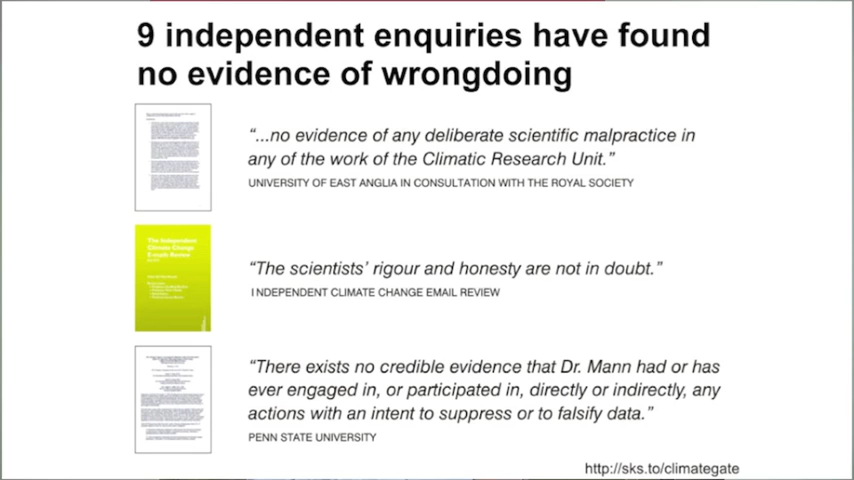 9 independent enquiries have found
no evidence of wrongdoing
“...no evidence of any deliberate scientific malpractice in
any of the work of the Climatic Research Unit.”
UNIVERSITY OF EAST ANGLIA IN CONSULTATION WITH THE ROYAL SOCIETY
The Independent
Climate Change
E-mails Review
“The scientists’ rigour and honesty are not in doubt.”
INDEPENDENT CLIMATE CHANGE EMAIL REVIEW
“There exists no credible evidence that Dr. Mann had or has
ever engaged in, or participated in, directly or indirectly, any
actions with an intent to suppress or to falsify data.”
PENN STATE UNIVERSITY
http://sks.to/climategate